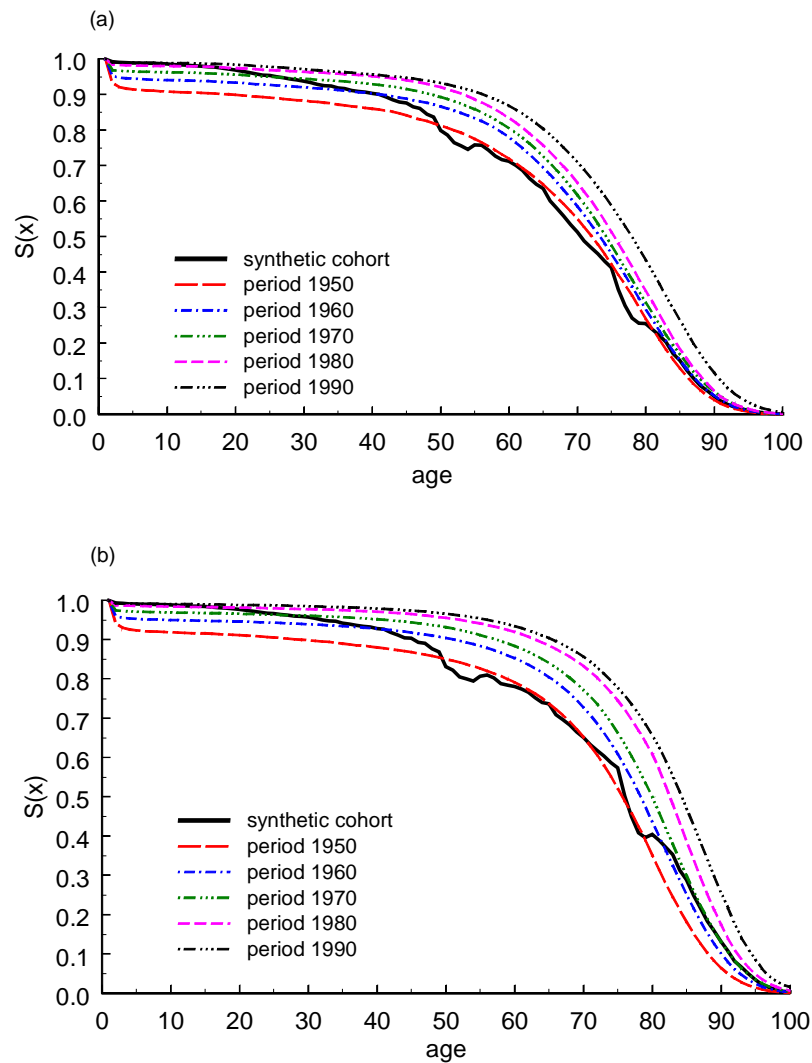 (a)
1.0
0.9
0.8
0.7
0.6
0.5
0.4
0.3
0.2
0.1
0.0
S(x)
synthetic cohort
period 1950
period 1960
period 1970
period 1980
period 1990
0 10 20 30 40 50 60 70 80 90 100
age
(b)
1.0
0.9
0.8
0.7
0.6
0.5
0.4
0.3
0.2
0.1
0.0
S(x)
synthetic cohort
period 1950
period 1960
period 1970
period 1980
period 1990
0 10 20 30 40 50 60 70 80 90 100
age